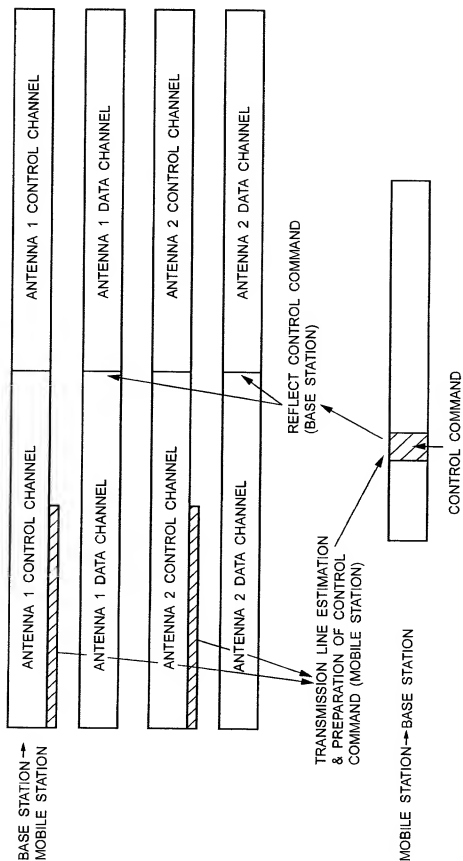 BASE STATION→
MOBILE STATION
ANTENNA 1 CONTROL CHANNEL
ANTENNA 1 CONTROL CHANNEL
ANTENNA 1 DATA CHANNEL
ANTENNA 1 DATA CHANNEL
ANTENNA 2 CONTROL CHANNEL
ANTENNA 2 CONTROL CHANNEL
ANTENNA 2 DATA CHANNEL
ANTENNA 2 DATA CHANNEL
TRANSMISSION LINE ESTIMATION
& PREPARATION OF CONTROL
COMMAND (MOBILE STATION)
REFLECT CONTROL COMMAND
(BASE STATION)
MOBILE STATION→BASE STATION
CONTROL COMMAND